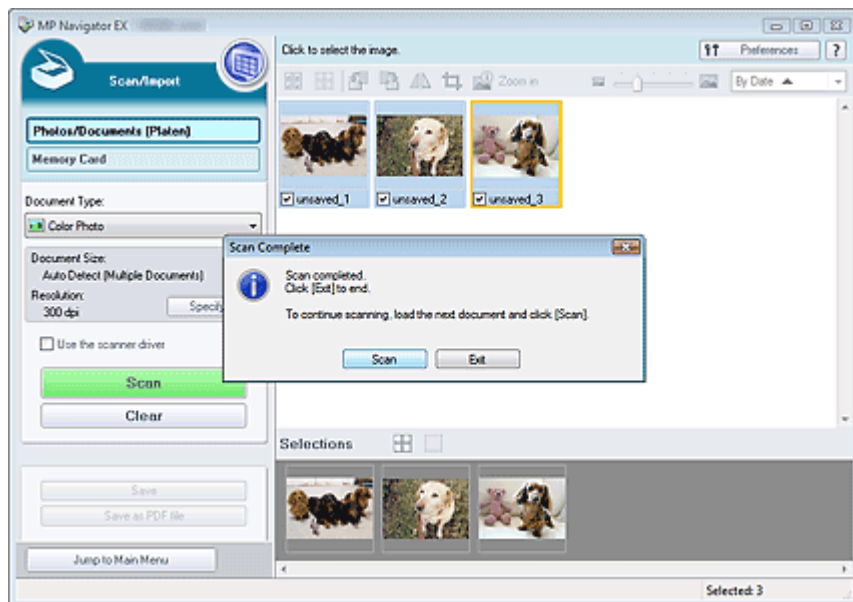 MP Navigator EX
Click to select the image.
Preferences
?
Scan/Import
Zoom in
By Date
Photos/Documents (Platen)
Memory Card
unsaved_1
unsaved_2
unsaved_3
Document Type:
Color Photo
Scan Complete
Document Size:
Auto Detect (Multiple Documents)
Resolution:
300 dpi
Specify
Scan completed.
Click [Exit] to end.
To continue scanning, load the next document and click [Scan].
Use the scanner driver
Scan
Exit
Scan
Clear
Selections
Save
Save as PDF file
Jump to Main Menu
Selected: 3